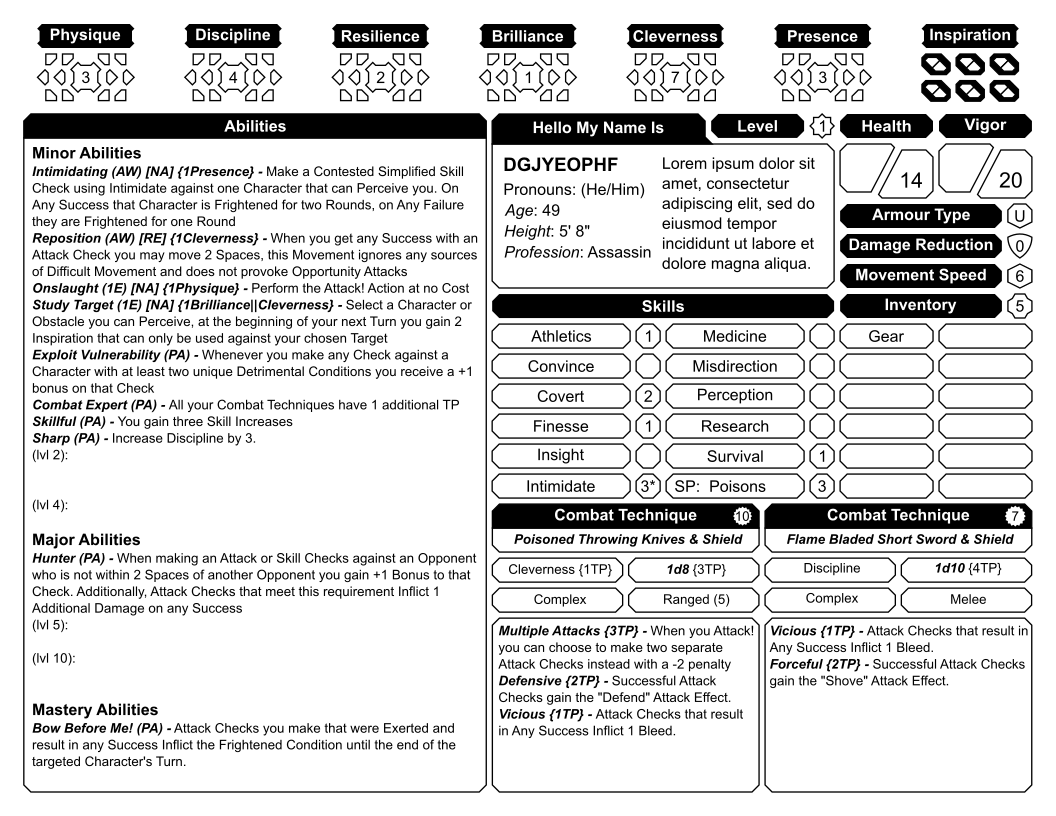 Physique
Discipline
Resilience
Brilliance
Cleverness
Presence
Inspiration
3
4
2
1
7
3
Abilities
Minor Abilities
Intimidating (AW) [NA] {1Presence} - Make a Contested Simplified Skill
Check using Intimidate against one Character that can Perceive you. On
Any Success that Character is Frightened for two Rounds, on Any Failure
they are Frightened for one Round
Reposition (AW) [RE] {1Cleverness} - When you get any Success with an
Attack Check you may move 2 Spaces, this Movement ignores any sources
of Difficult Movement and does not provoke Opportunity Attacks
Onslaught (1E) [NA] {1Physique} - Perform the Attack! Action at no Cost
Study Target (1E) [NA] {1Brilliance||Cleverness} - Select a Character or
Obstacle you can Perceive, at the beginning of your next Turn you gain 2
Inspiration that can only be used against your chosen Target
Exploit Vulnerability (PA) - Whenever you make any Check against a
Character with at least two unique Detrimental Conditions you receive a +1
bonus on that Check
Combat Expert (PA) - All your Combat Techniques have 1 additional TP
Skillful (PA) - You gain three Skill Increases
Sharp (PA) - Increase Discipline by 3.
(lvl 2):
(lvl 4):
Major Abilities
Hunter (PA) - When making an Attack or Skill Checks against an Opponent
who is not within 2 Spaces of another Opponent you gain +1 Bonus to that
Check. Additionally, Attack Checks that meet this requirement Inflict 1
Additional Damage on any Success
(lvl 5):
(lvl 10):
Mastery Abilities
Bow Before Me! (PA) - Attack Checks you make that were Exerted and
result in any Success Inflict the Frightened Condition until the end of the
targeted Character's Turn.
Hello My Name Is
Level
1
DGJYEOPHF
Pronouns: (He/Him)
Age: 49
Height: 5' 8"
Profession: Assassin
Lorem ipsum dolor sit
amet, consectetur
adipiscing elit, sed do
eiusmod tempor
incididunt ut labore et
dolore magna aliqua.
Health
14
Vigor
20
Armour Type
U
Damage Reduction
0
Movement Speed
6
Inventory
5
Gear
Skills
Athletics
1
Medicine
Convince
Misdirection
Covert
2
Perception
Finesse
1
Research
Insight
Survival
1
Intimidate
3*
SP: Poisons
3
Combat Technique
10
Poisoned Throwing Knives & Shield
Cleverness {1TP}
1d8 {3TP}
Complex
Ranged (5)
Multiple Attacks {3TP} - When you Attack!
you can choose to make two separate
Attack Checks instead with a -2 penalty
Defensive {2TP} - Successful Attack
Checks gain the "Defend" Attack Effect.
Vicious {1TP} - Attack Checks that result
in Any Success Inflict 1 Bleed.
Combat Technique
7
Flame Bladed Short Sword & Shield
Discipline
1d10 {4TP}
Complex
Melee
Vicious {1TP} - Attack Checks that result in
Any Success Inflict 1 Bleed.
Forceful {2TP} - Successful Attack Checks
gain the "Shove" Attack Effect.